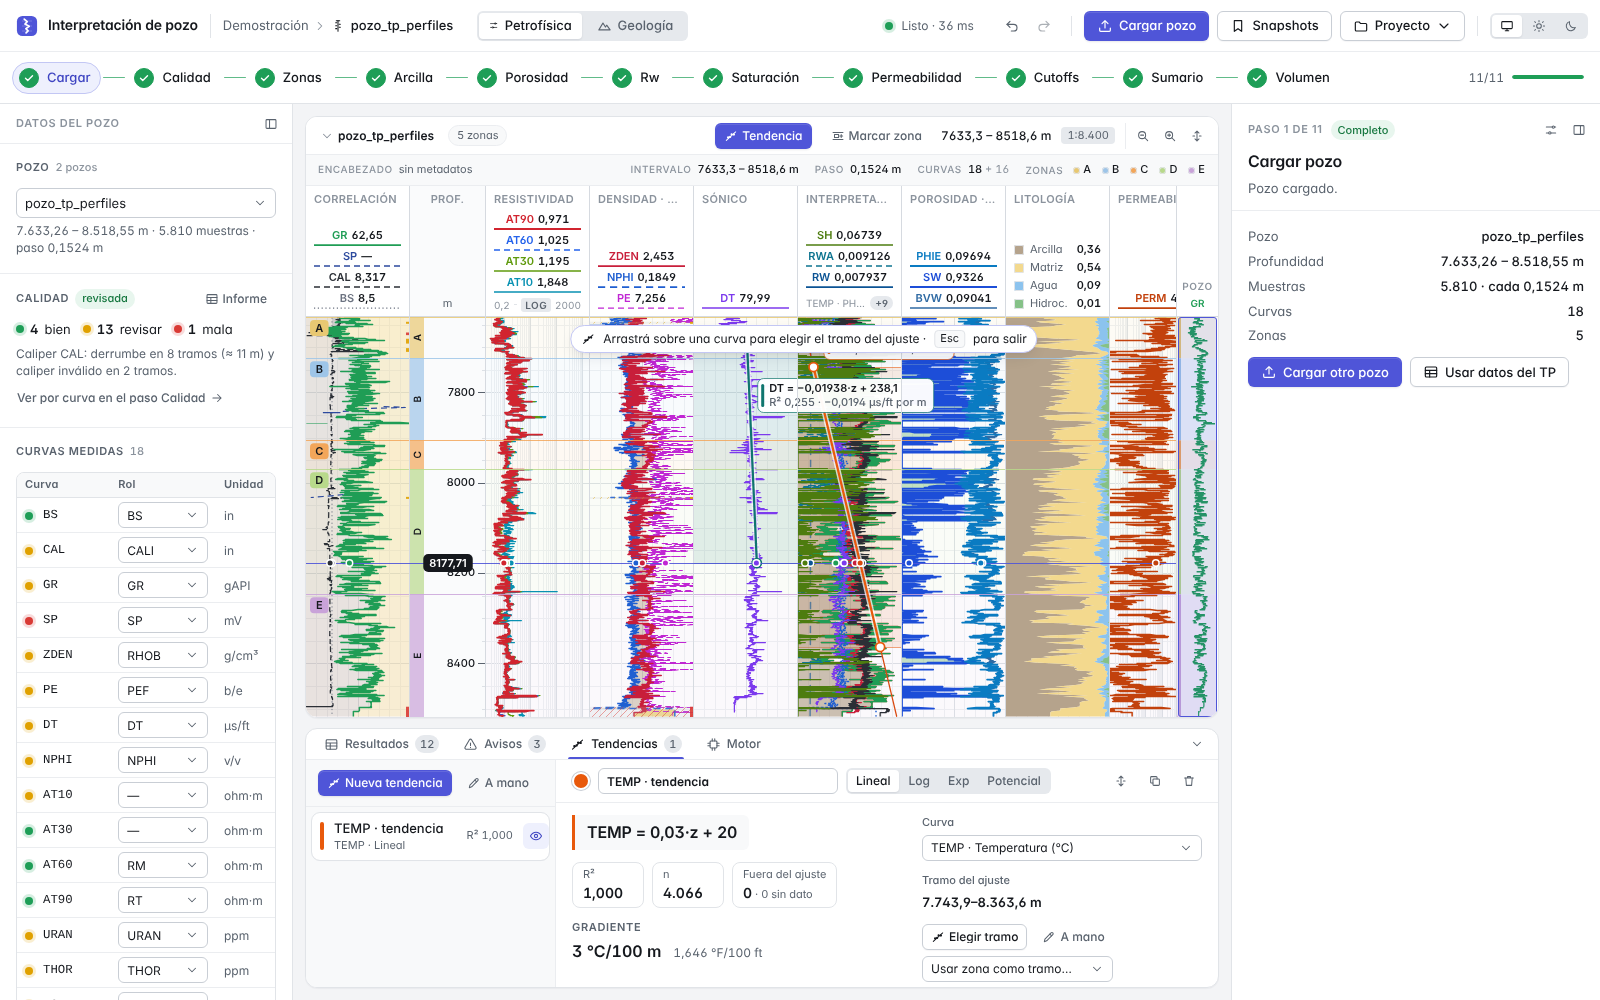 Interpretación de pozo
Demostración
pozo_tp_perfiles
Petrofísica
Geología
Listo · 36 ms
Cargar pozo
Snapshots
Proyecto
Cargar
Calidad
Zonas
Arcilla
Porosidad
Rw
Saturación
Permeabilidad
Cutoffs
Sumario
Volumen
11/11
DATOS DEL POZO
POZO 2 pozos
pozo_tp_perfiles
7.633,26 – 8.518,55 m · 5.810 muestras ·
paso 0,1524 m
CALIDAD revisada
Informe
4 bien
13 revisar
1 mala
Caliper CAL: derrumbe en 8 tramos (≈ 11 m) y
caliper inválido en 2 tramos.
Ver por curva en el paso Calidad →
CURVAS MEDIDAS 18
Curva Rol Unidad
BS BS in
CAL CALI in
GR GR gAPI
SP SP mV
ZDEN RHOB g/cm³
PE PEF b/e
DT DT µs/ft
NPHI NPHI v/v
AT10 — ohm·m
AT30 — ohm·m
AT60 RM ohm·m
AT90 RT ohm·m
URAN URAN ppm
THOR THOR ppm
pozo_tp_perfiles
5 zonas
Tendencia
Marcar zona
7633,3 – 8518,6 m
1:8.400
ENCABEZADO sin metadatos
INTERVALO 7633,3 – 8518,6 m
PASO 0,1524 m
CURVAS 18 + 16
ZONAS A B C D E
CORRELACIÓN
GR 62,65
SP —
CAL 8,317
BS 8,5
PROF.
m
RESISTIVIDAD
AT90 0,971
AT60 1,025
AT30 1,195
AT10 1,848
0,2 · LOG 2000
DENSIDAD · ...
ZDEN 2,453
NPHI 0,1849
PE 7,256
SÓNICO
DT 79,99
INTERPRETA...
SH 0,06739
RWA 0,009126
RW 0,007937
TEMP · PH... +9
POROSIDAD ·...
PHIE 0,09694
SW 0,9326
BVW 0,09041
LITOLOGÍA
Arcilla 0,36
Matriz 0,54
Agua 0,09
Hidroc. 0,01
PERMEABI
PERM 4
POZO
GR
A
B
C
D
E
A
B
C
D
E
7800
8000
8177,71
8200
8400
Arrastrá sobre una curva para elegir el tramo del ajuste · Esc para salir
DT = −0,01938·z + 238,1
R² 0,255 · −0,0194 µs/ft por m
Resultados 12
Avisos 3
Tendencias 1
Motor
Nueva tendencia
A mano
TEMP · tendencia
TEMP · Lineal
R² 1,000
TEMP · tendencia
Lineal
Log
Exp
Potencial
TEMP = 0,03·z + 20
R²
1,000
n
4.066
Fuera del ajuste
0 · 0 sin dato
GRADIENTE
3 °C/100 m 1,646 °F/100 ft
Curva
TEMP · Temperatura (°C)
Tramo del ajuste
7.743,9–8.363,6 m
Elegir tramo
A mano
Usar zona como tramo...
PASO 1 DE 11
Completo
Cargar pozo
Pozo cargado.
Pozo pozo_tp_perfiles
Profundidad 7.633,26 – 8.518,55 m
Muestras 5.810 · cada 0,1524 m
Curvas 18
Zonas 5
Cargar otro pozo
Usar datos del TP